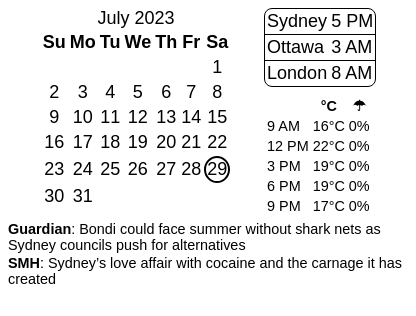 July 2023
Su Mo Tu We Th Fr Sa
1
2 3 4 5 6 7 8
9 10 11 12 13 14 15
16 17 18 19 20 21 22
23 24 25 26 27 28 29
30 31
Sydney 5 PM
Ottawa 3 AM
London 8 AM
°C ☂
9 AM 16°C 0%
12 PM 22°C 0%
3 PM 19°C 0%
6 PM 19°C 0%
9 PM 17°C 0%
Guardian: Bondi could face summer without shark nets as
Sydney councils push for alternatives
SMH: Sydney's love affair with cocaine and the carnage it has
created